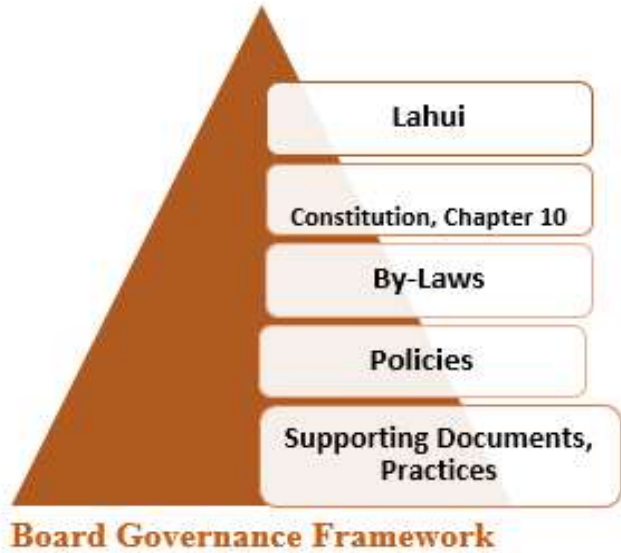 Lahui
Constitution, Chapter 10
By-Laws
Policies
Supporting Documents,
Practices
Board Governance Framework